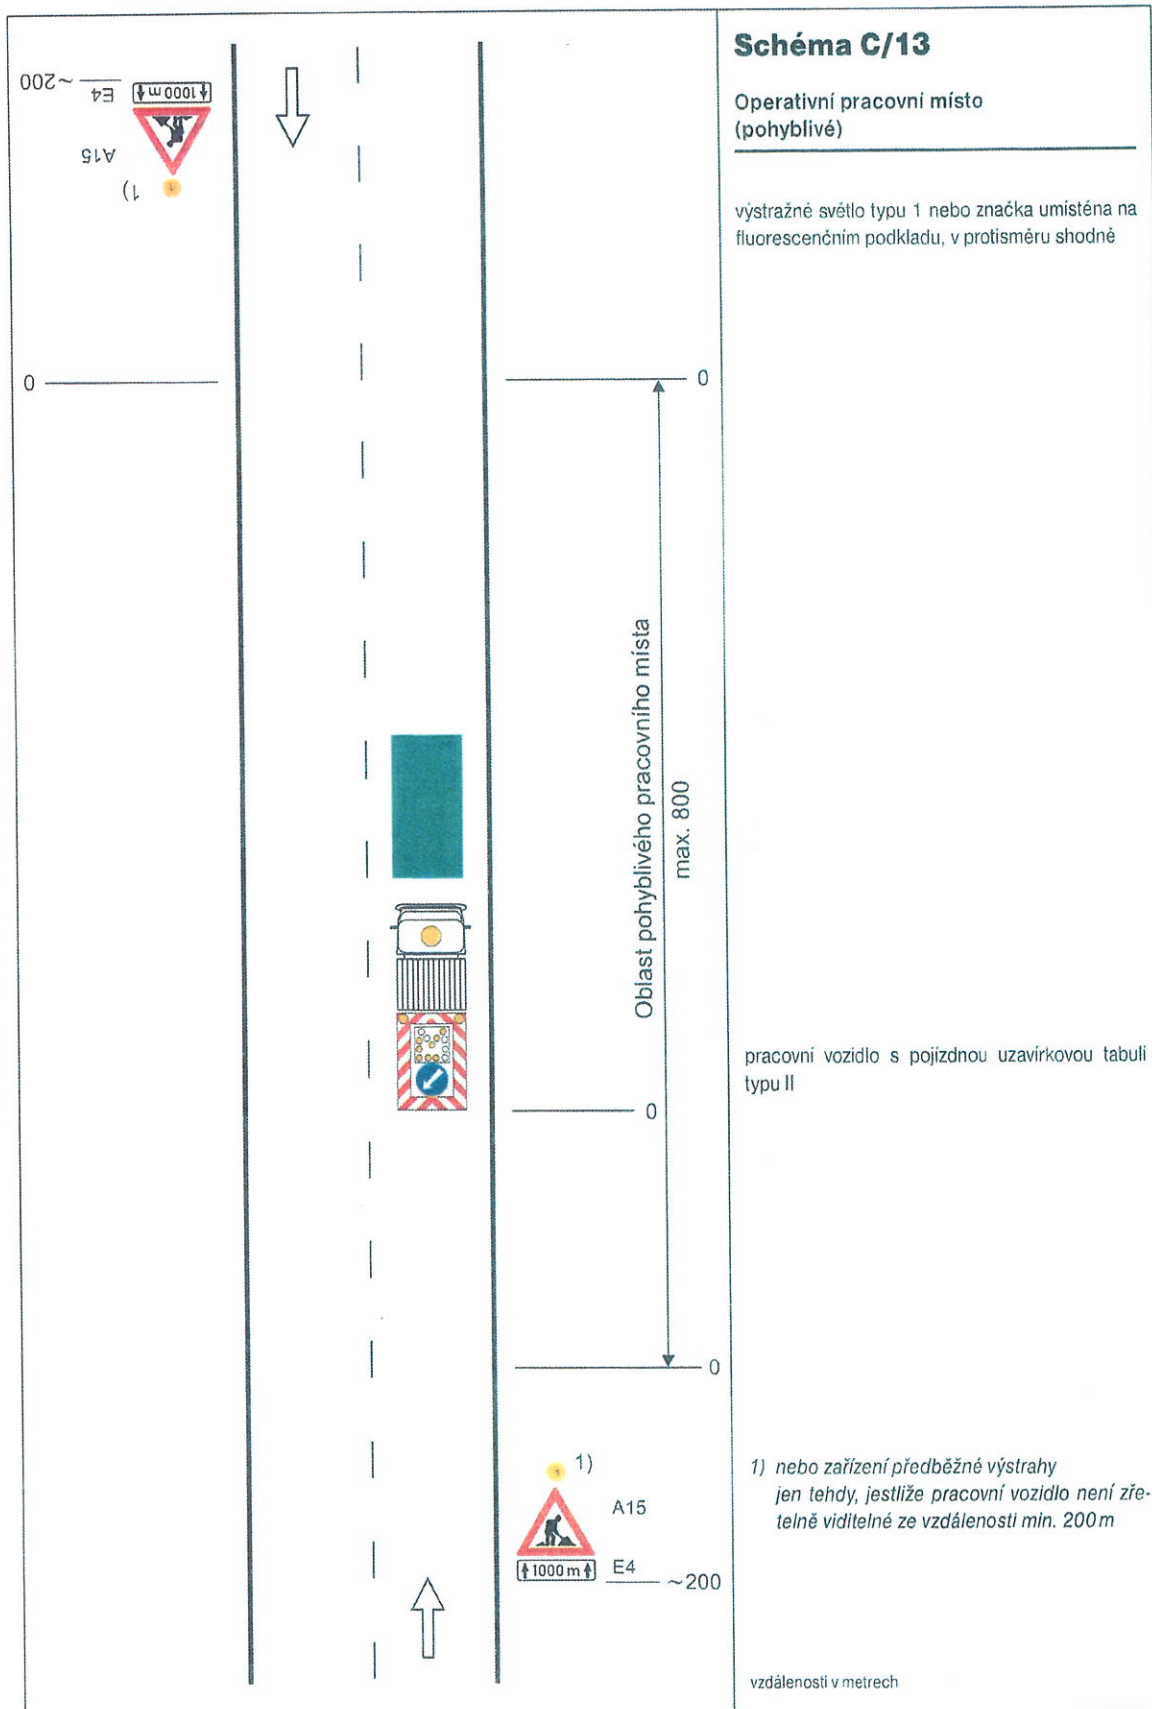 Schéma C/13
Operativní pracovní místo
(pohyblivé)
výstražné světlo typu 1 nebo značka umístěna na
fluorescenčním podkladu, v protisměru shodně
~200
E4
1000 m
A15
1)
0
0
Oblast pohyblivého pracovního místa
max. 800
pracovní vozidlo s pojízdnou uzavírkovou tabulí
typu II
0
0
1)
A15
1000 m
E4
~200
1) nebo zařízení předběžné výstrahy
jen tehdy, jestliže pracovní vozidlo není zře-
telně viditelné ze vzdálenosti min. 200 m
vzdálenosti v metrech